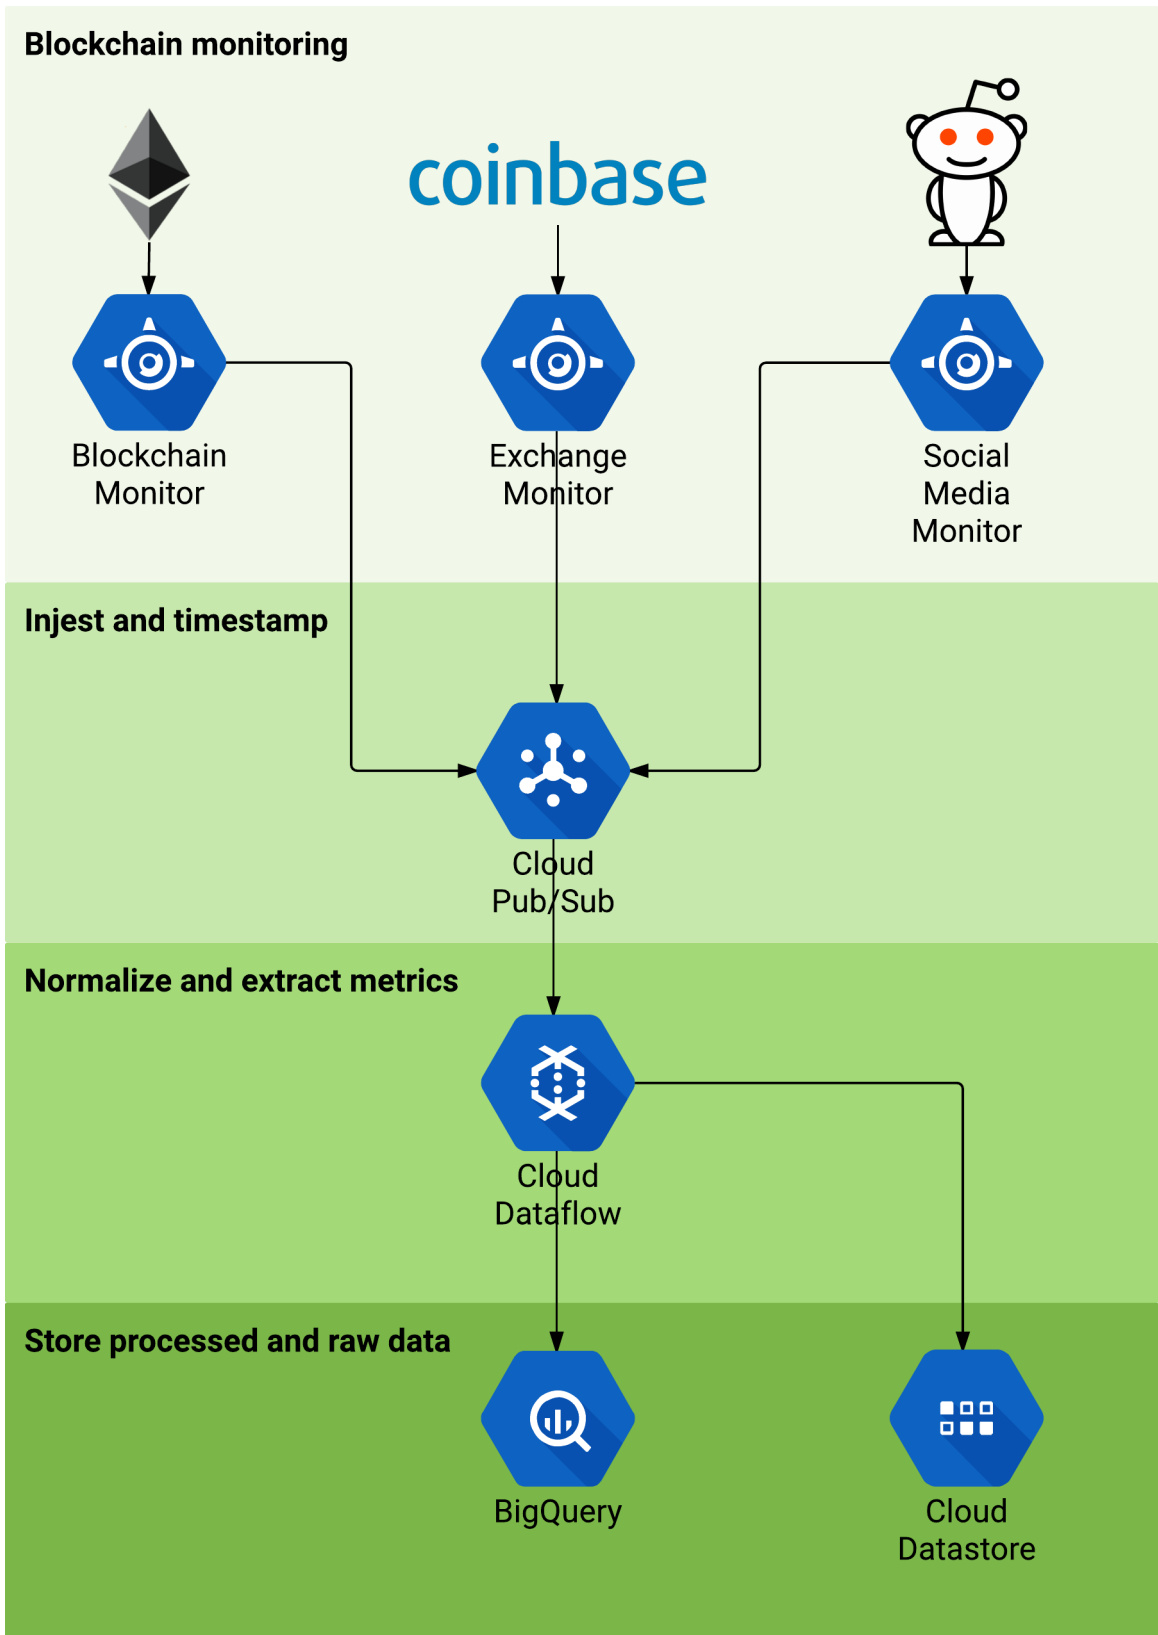 Blockchain monitoring
coinbase
Blockchain
Monitor
Exchange
Monitor
Social
Media
Monitor
Injest and timestamp
Cloud
Pub/Sub
Normalize and extract metrics
Cloud
Dataflow
Store processed and raw data
BigQuery
Cloud
Datastore